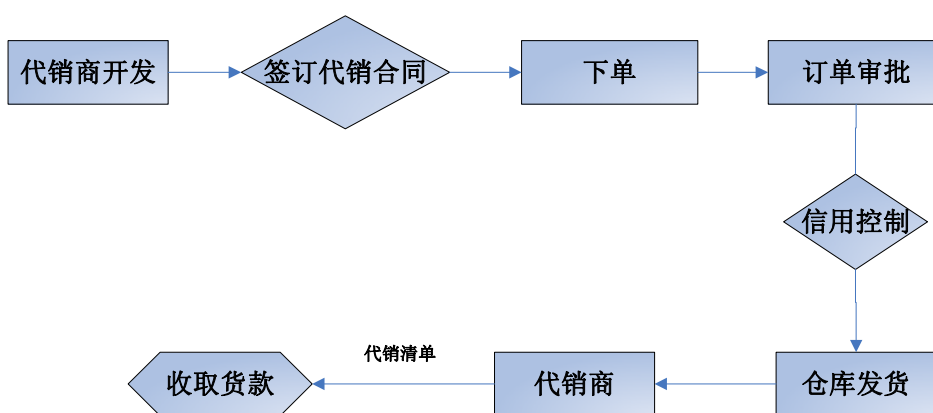 代销商开发
签订代销合同
下单
订单审批
信用控制
代销清单
收取货款
代销商
仓库发货